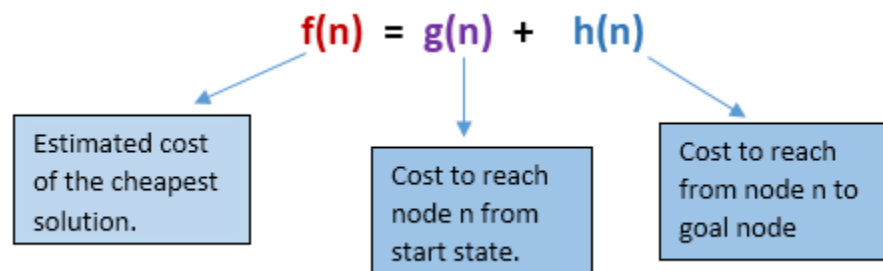 f(n) = g(n) + h(n)
Estimated cost
of the cheapest
solution.
Cost to reach
node n from
start state.
Cost to reach
from node n to
goal node